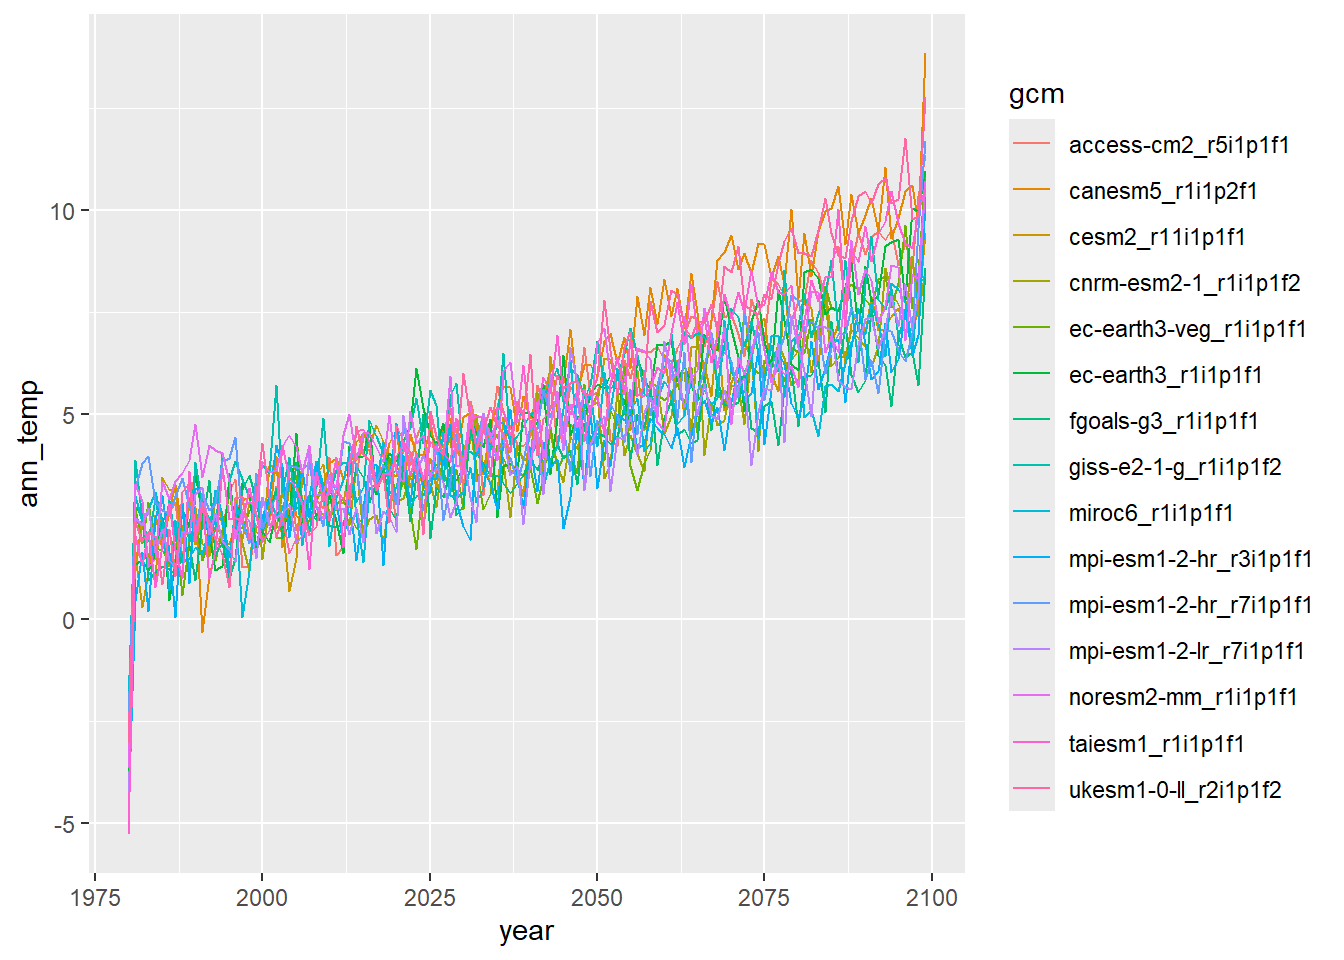 ann_temp
10
5
0
-5
1975
2000
2025
2050
2075
2100
year
gcm
access-cm2_r5i1p1f1
canesm5_r1i1p2f1
cesm2_r11i1p1f1
cnrm-esm2-1_r1i1p1f2
ec-earth3-veg_r1i1p1f1
ec-earth3_r1i1p1f1
fgoals-g3_r1i1p1f1
giss-e2-1-g_r1i1p1f2
miroc6_r1i1p1f1
mpi-esm1-2-hr_r3i1p1f1
mpi-esm1-2-hr_r7i1p1f1
mpi-esm1-2-lr_r7i1p1f1
noresm2-mm_r1i1p1f1
taiesm1_r1i1p1f1
ukesm1-0-ll_r2i1p1f2